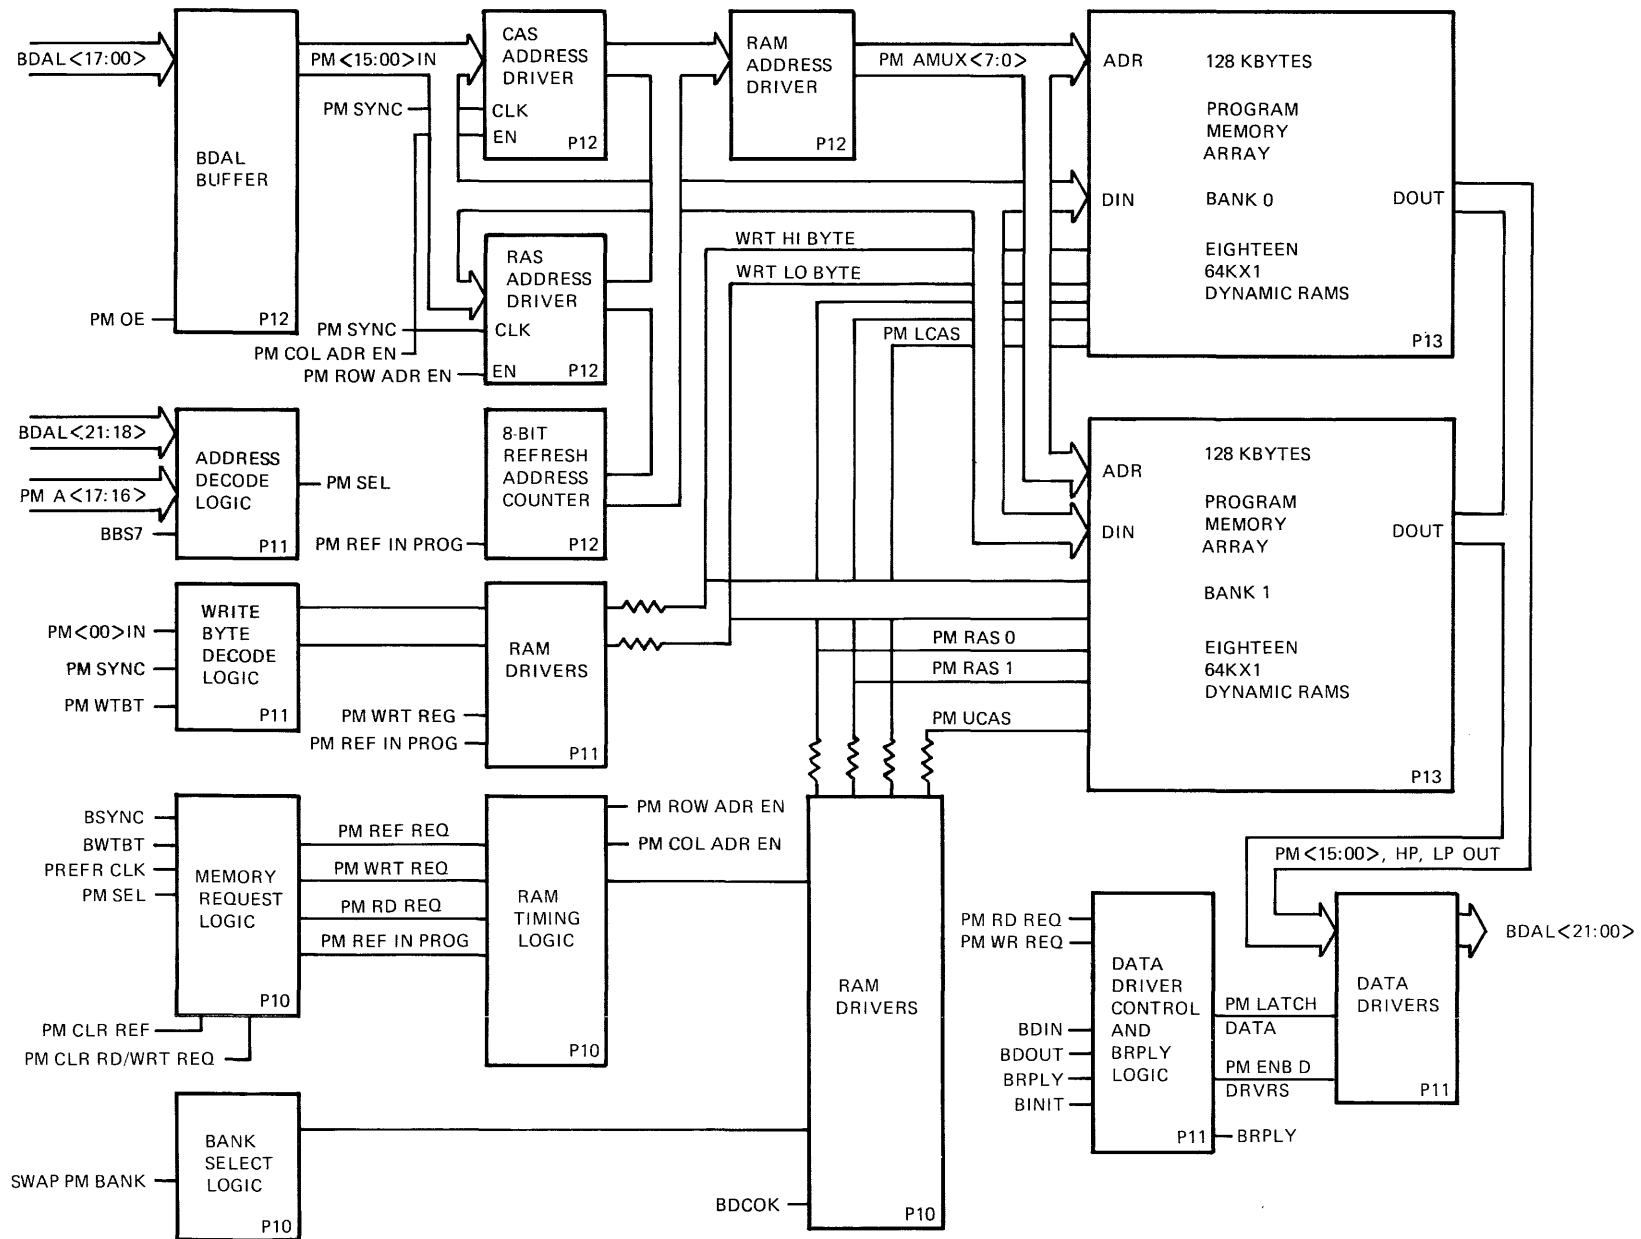 BDAL<17:00>
BDAL
BUFFER
PM OE
P12
PM<15:00>IN
CAS
ADDRESS
DRIVER
PM SYNC
CLK
EN
P12
RAM
ADDRESS
DRIVER
P12
PM AMUX<7:0>
ADR
128 KBYTES
PROGRAM
MEMORY
ARRAY
DIN
BANK 0
DOUT
EIGHTEEN
64KX1
DYNAMIC RAMS
P13
WRT HI BYTE
WRT LO BYTE
PM LCAS
RAS
ADDRESS
DRIVER
PM SYNC
CLK
PM COL ADR EN
PM ROW ADR EN
EN
P12
BDAL<21:18>
PM A<17:16>
BBS7
ADDRESS
DECODE
LOGIC
P11
PM SEL
8-BIT
REFRESH
ADDRESS
COUNTER
PM REF IN PROG
P12
ADR
128 KBYTES
PROGRAM
MEMORY
ARRAY
DIN
DOUT
BANK 1
EIGHTEEN
64KX1
DYNAMIC RAMS
P13
PM<00>IN
PM SYNC
PM WTBT
WRITE
BYTE
DECODE
LOGIC
P11
RAM
DRIVERS
PM WRT REG
PM REF IN PROG
P11
PM RAS 0
PM RAS 1
PM UCAS
BSYNC
BWTBT
PREFR CLK
PM SEL
MEMORY
REQUEST
LOGIC
P10
PM CLR REF
PM CLR RD/WRT REQ
PM REF REQ
PM WRT REQ
PM RD REQ
PM REF IN PROG
RAM
TIMING
LOGIC
P10
PM ROW ADR EN
PM COL ADR EN
RAM
DRIVERS
BDCOK
P10
SWAP PM BANK
BANK
SELECT
LOGIC
P10
PM<15:00>, HP, LP OUT
PM RD REQ
PM WR REQ
BDIN
BDOUT
BRPLY
BINIT
DATA
DRIVER
CONTROL
AND
BRPLY
LOGIC
P11
BRPLY
PM LATCH
DATA
PM ENB D
DRVRS
DATA
DRIVERS
P11
BDAL<21:00>